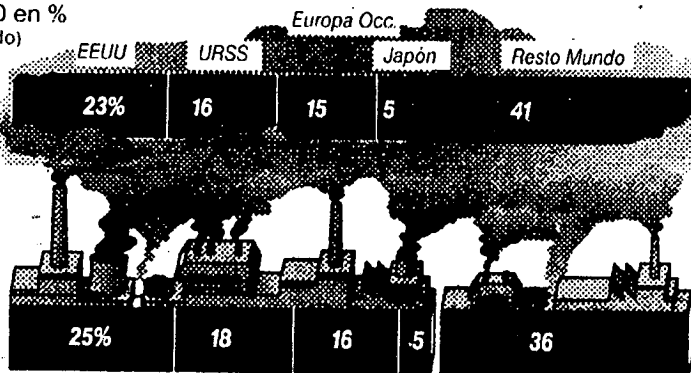 0 en %
do)
Europa Occ.
EEUU URSS Japón Resto Mundo
23% 16 15 5 41
25% 18 16 5 36